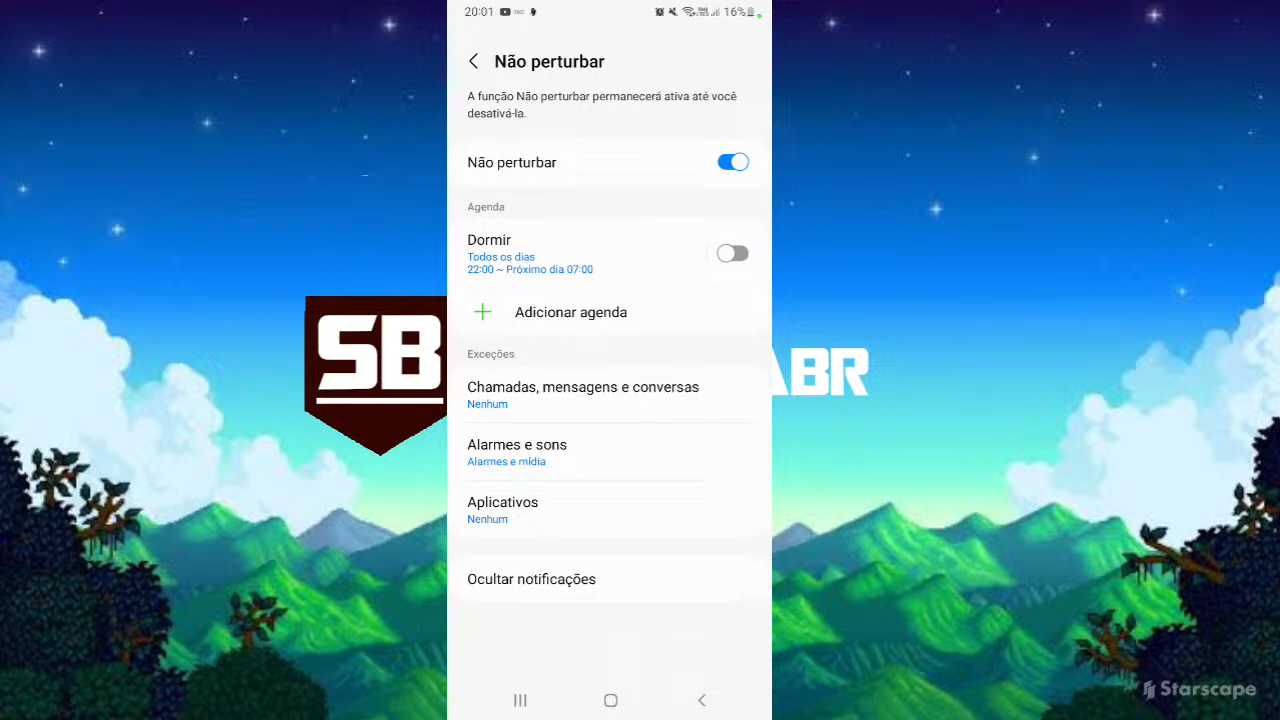 20:01
16%
Não perturbar
A função Não perturbar permanecerá ativa até você
desativá-la.
Não perturbar
Agenda
Dormir
Todos os dias
22:00 ~ Próximo dia 07:00
Adicionar agenda
Exceções
Chamadas, mensagens e conversas
Nenhum
SB
ABR
Alarmes e sons
Alarmes e mídia
Aplicativos
Nenhum
Ocultar notificações
Starscape